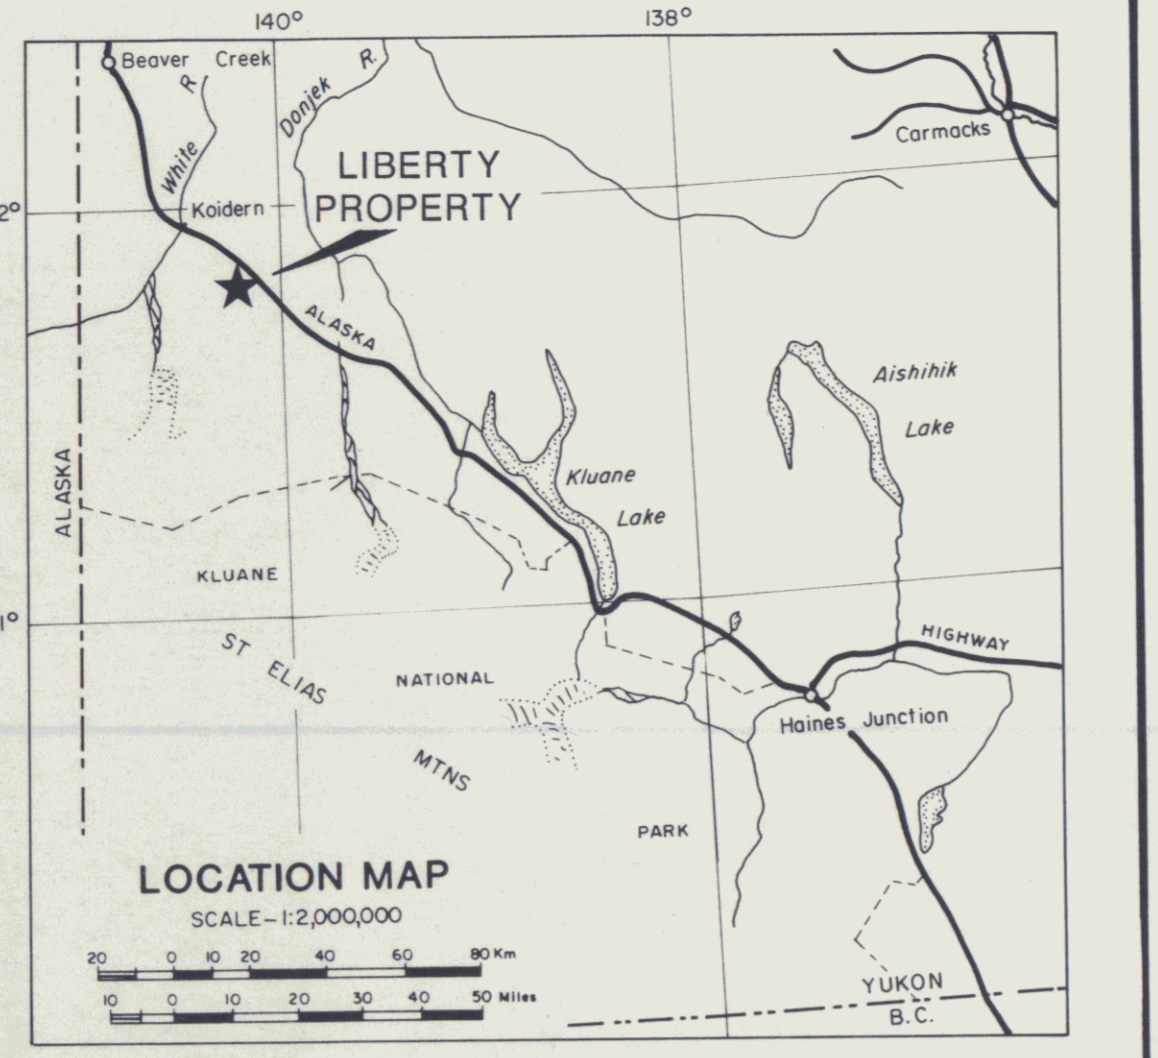 140° 138°
Beaver Creek
White R
Donjek R.
LIBERTY
PROPERTY
Carmacks
2°
Koidern
ALASKA
Aishihik
Lake
Kluane
Lake
ALASKA
KLUANE
1°
ST ELIAS
NATIONAL
HIGHWAY
Haines Junction
MTNS
PARK
LOCATION MAP
SCALE-1:2,000,000
20 0 10 20 40 60 80 Km
10 0 10 20 30 40 50 Miles
YUKON
B.C.